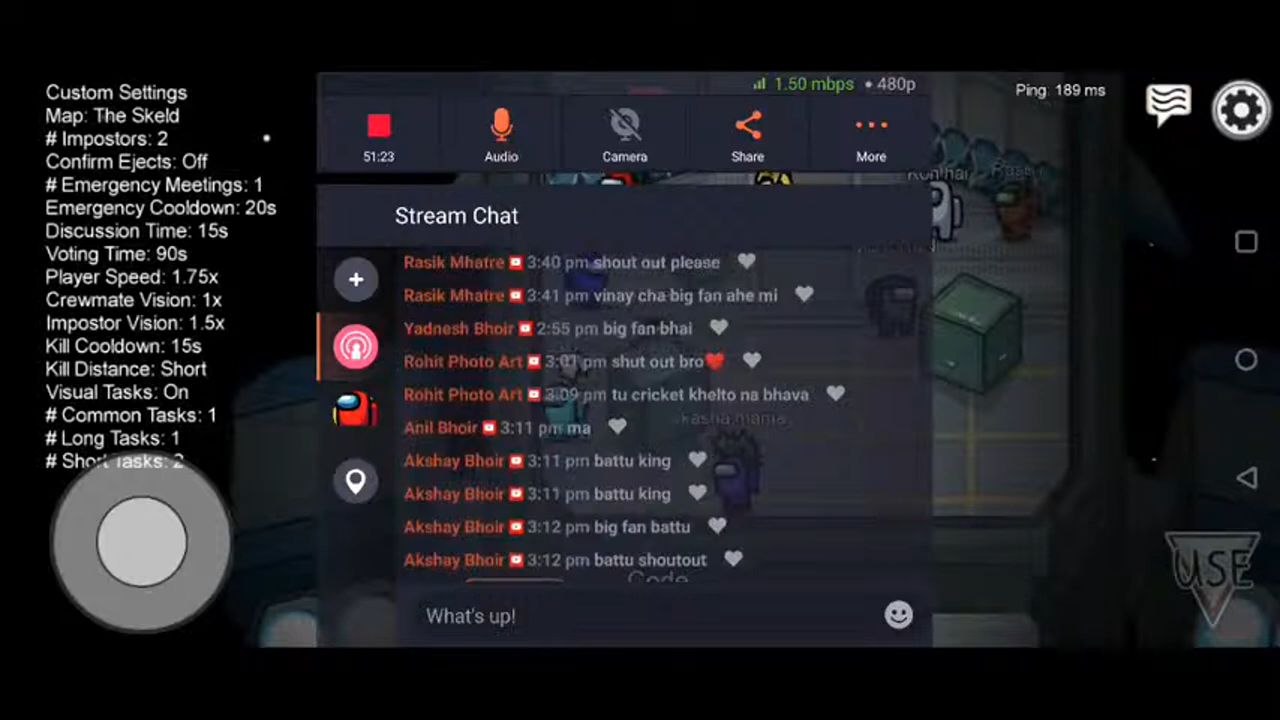 Custom Settings
Map: The Skeld
# Impostors: 2
Confirm Ejects: Off
# Emergency Meetings: 1
Emergency Cooldown: 20s
Discussion Time: 15s
Voting Time: 90s
Player Speed: 1.75x
Crewmate Vision: 1x
Impostor Vision: 1.5x
Kill Cooldown: 15s
Kill Distance: Short
Visual Tasks: On
# Common Tasks: 1
# Long Tasks: 1
# Short Tasks: 2
1.50 mbps • 480p
51:23
Audio
Camera
Share
More
Ping: 189 ms
Stream Chat
Rasik Mhatre 3:40 pm shout out please
Rasik Mhatre 3:41 pm vinay cha big fan ahe mi
Yadnesh Bhoir 2:55 pm big fan bhai
Rohit Photo Art 3:01 pm shut out bro❤️
Rohit Photo Art 3:09 pm tu cricket khelto na bhava
Anil Bhoir 3:11 pm ma
Akshay Bhoir 3:11 pm battu king
Akshay Bhoir 3:11 pm battu king
Akshay Bhoir 3:12 pm big fan battu
Akshay Bhoir 3:12 pm battu shoutout
kasha mama
Code
What's up!
USE